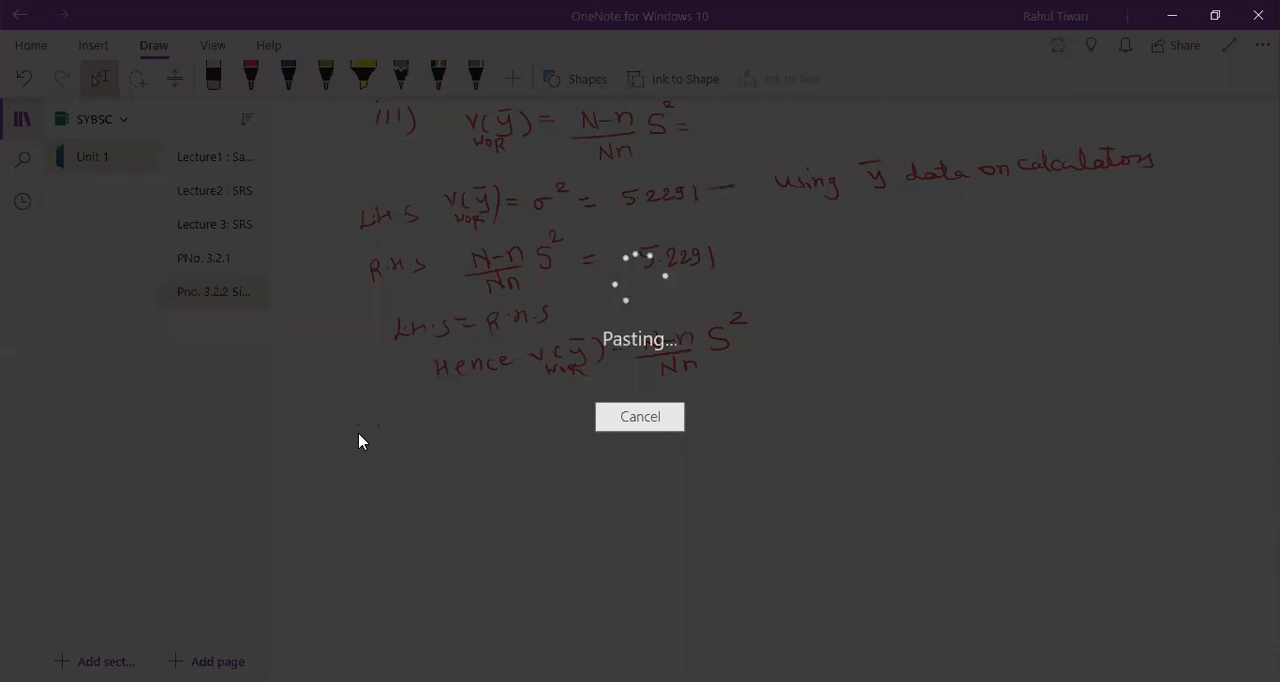 OneNote for Windows 10
Rahul Tiwari
Home Insert Draw View Help
Share
Shapes Ink to Shape Ink to Text
SYBSC
Unit 1
Lecture1 : Sa...
Lecture2 : SRS
Lecture 3: SRS
PNo. 3.2.1
Pno. 3.2.2 Si...
iii) V(ȳ)WOR = N-n/Nn S² =
L.H.S V(ȳ)WOR = σ² = 5.2291 — using ȳ data on calculators
R.H.S N-n/Nn S² = 5.2291
L.H.S = R.H.S
Hence V(ȳ)WOR = N-n/Nn S²
Pasting...
Cancel
Add sect... Add page